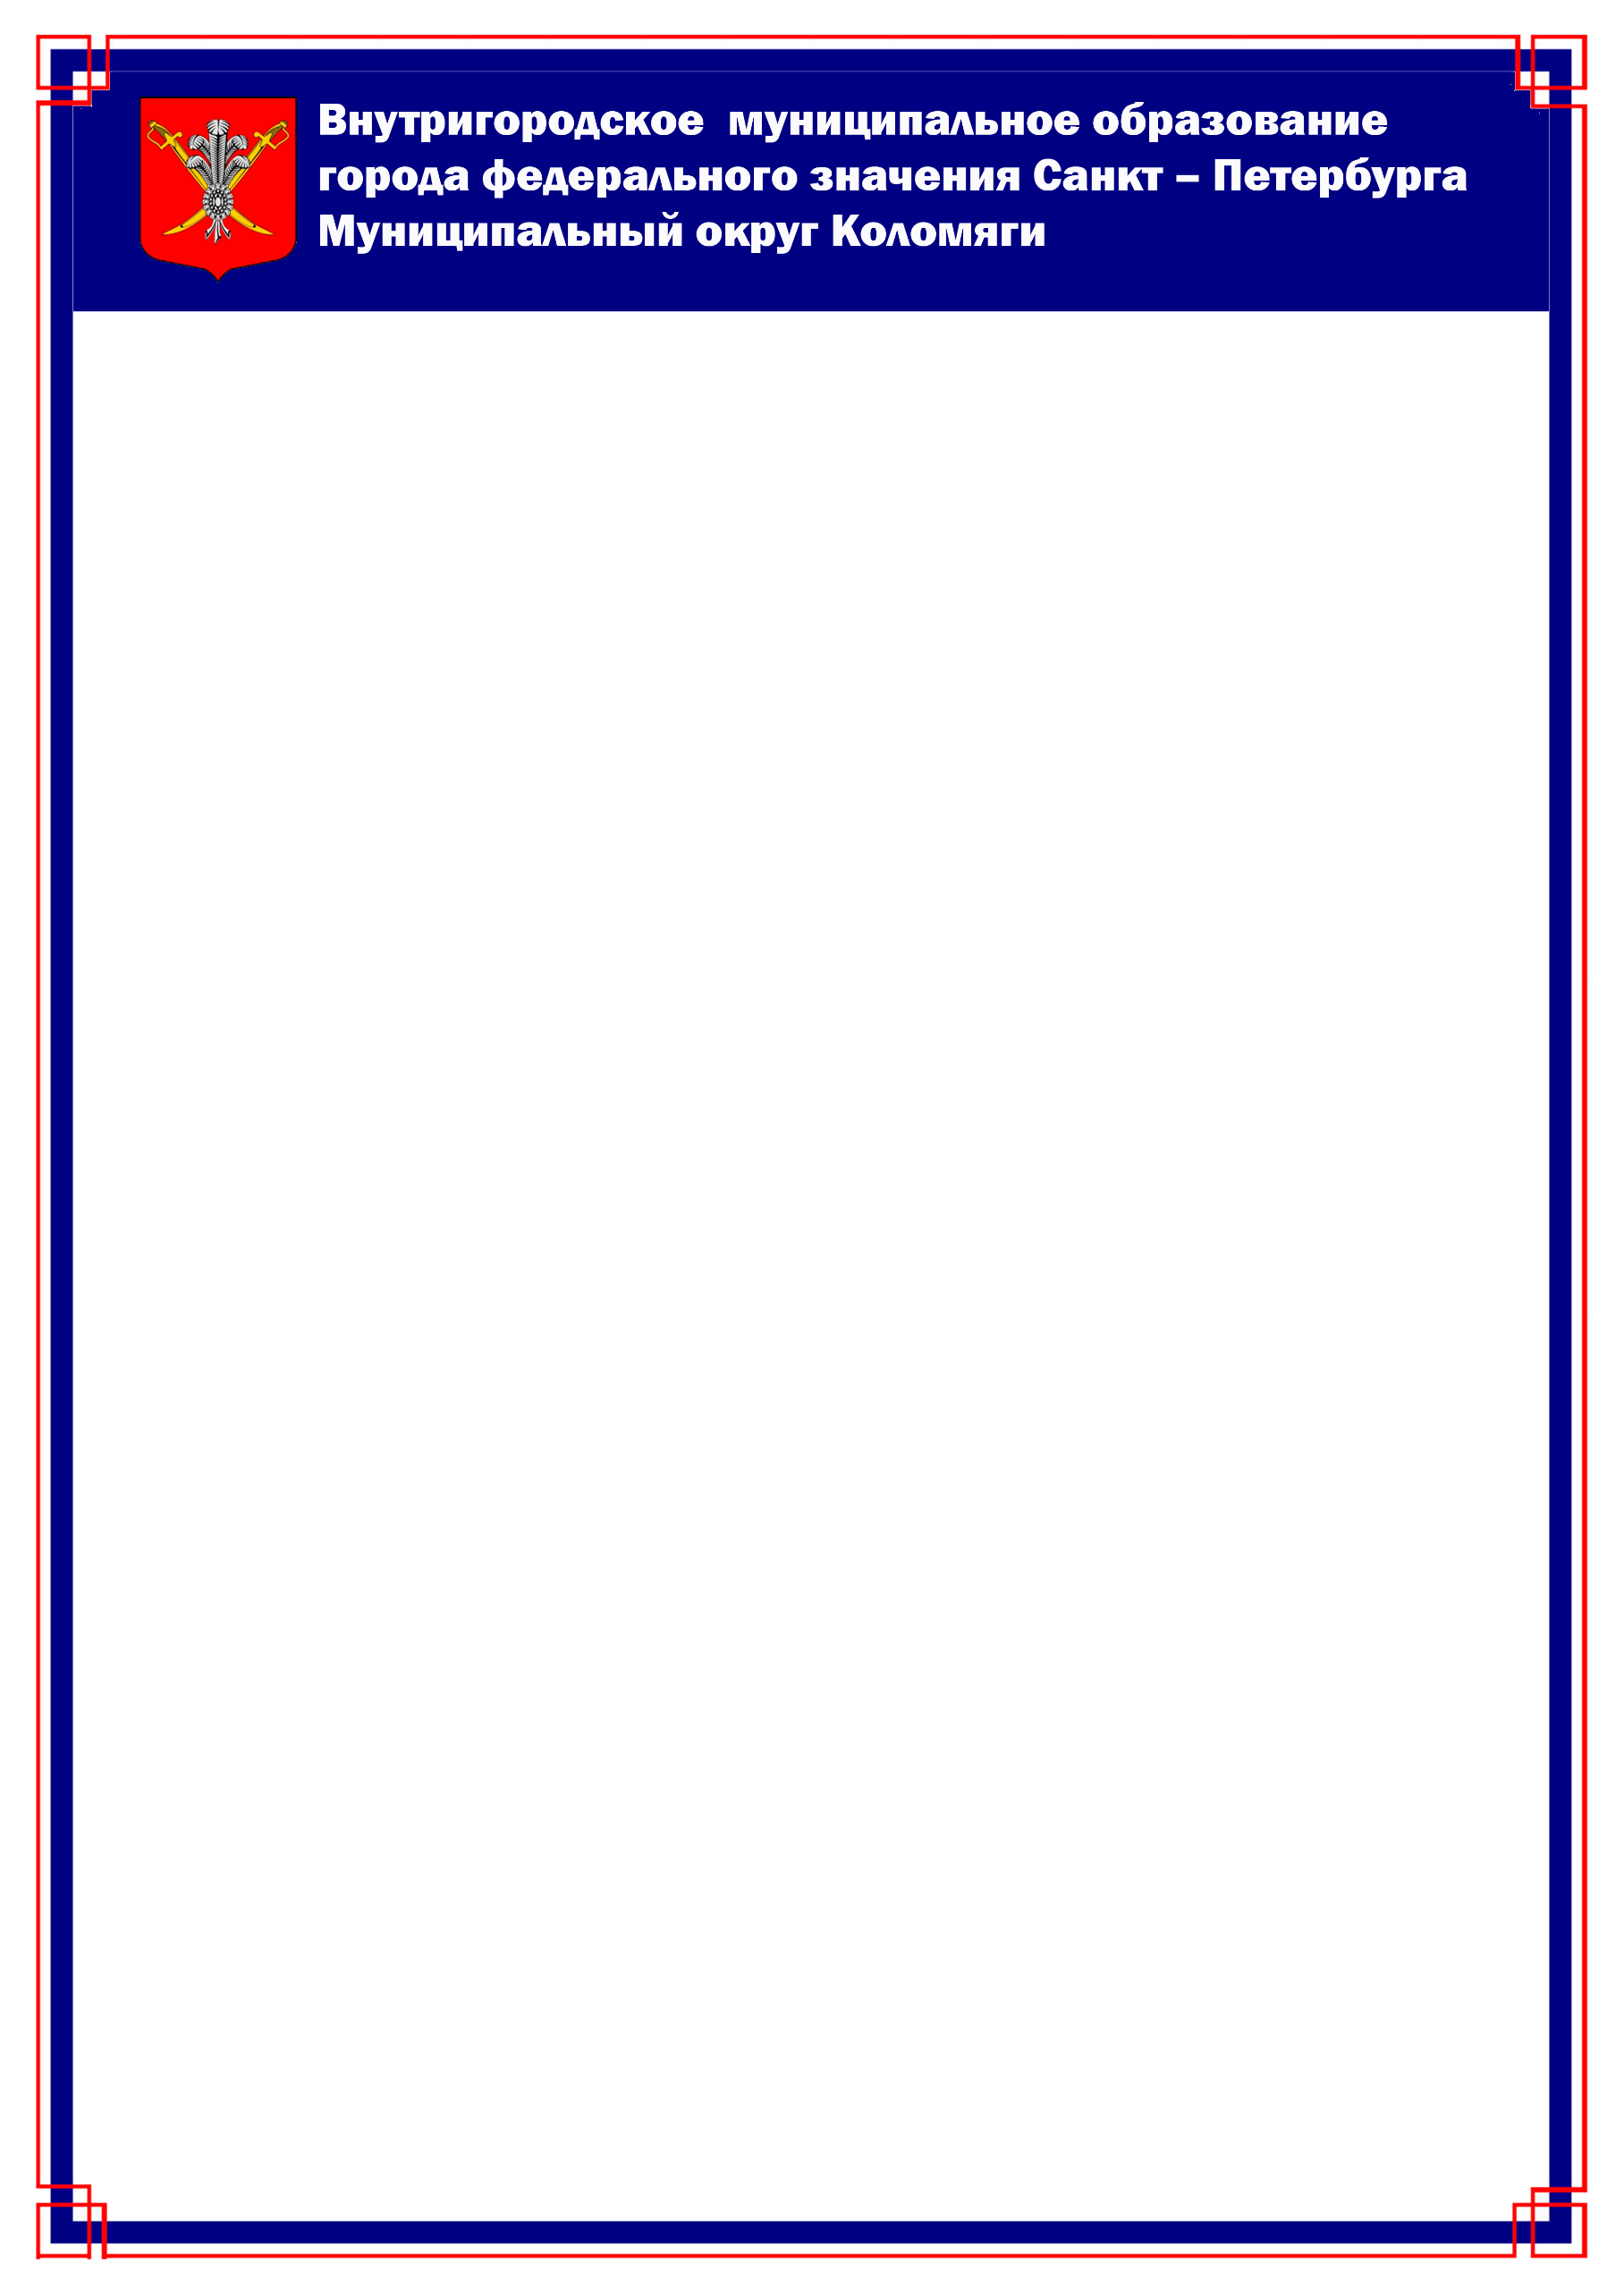 Внутригородское  муниципальное образование
города федерального значения Санкт – Петербурга
Муниципальный округ Коломяги